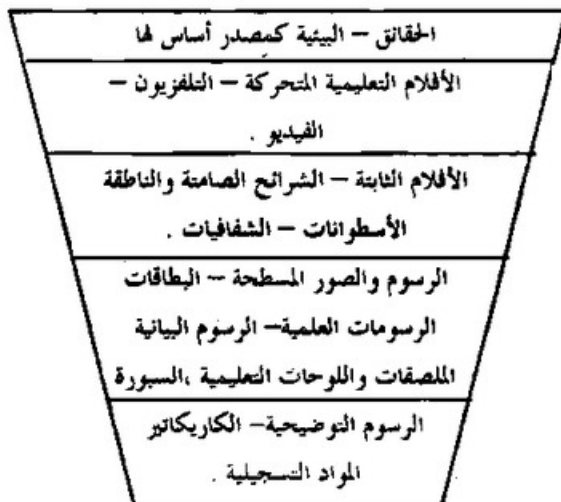 الحقائق – البيئية كمصدر أساس لها
الأفلام التعليمية المتحركة – التلفزيون –
الفيديو .
الأفلام الثابتة – الشرائح الصامتة والناطقة
الأسطوانات – الشفافيات .
الرسوم والصور المسطحة – البطاقات
الرسومات العلمية – الرسوم البيانية
الملصقات واللوحات التعليمية ،السبورة
الرسوم التوضيحية – الكاريكاتير
المواد التسجيلية .